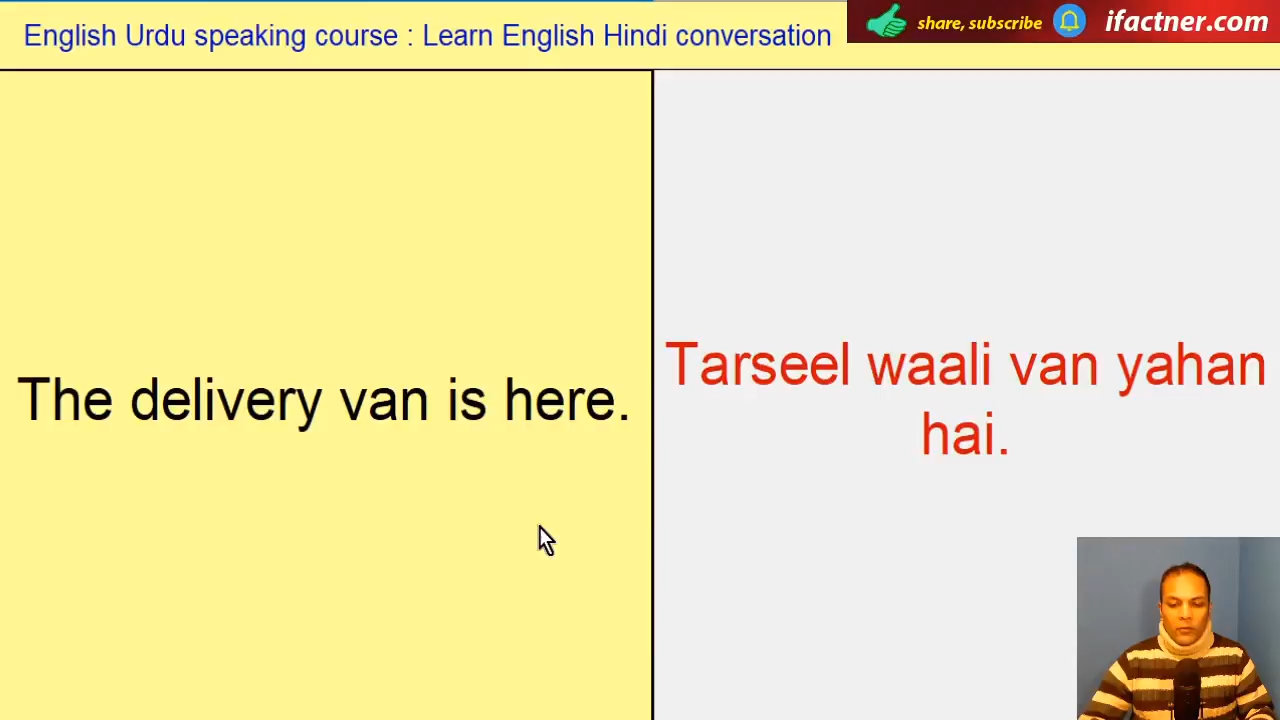 English Urdu speaking course : Learn English Hindi conversation
share, subscribe
ifactner.com
The delivery van is here.
Tarseel waali van yahan
hai.